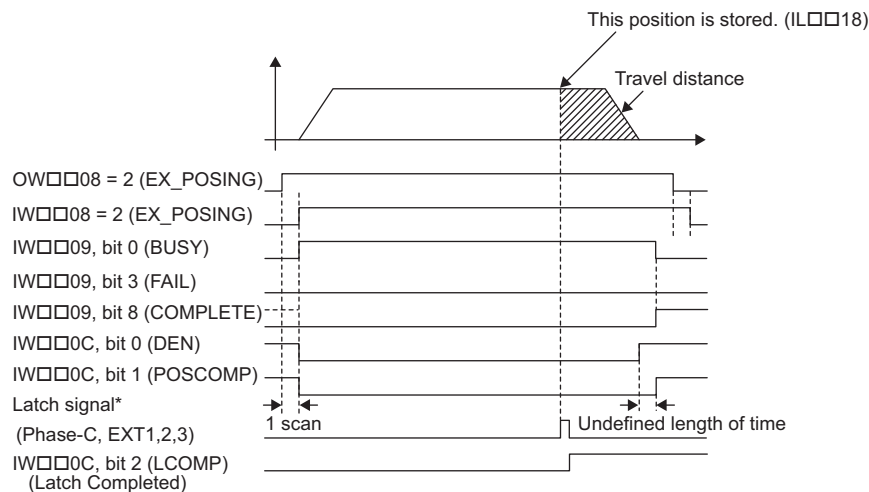 This position is stored. (IL□□18)
Travel distance
OW□□08 = 2 (EX_POSING)
IW□□08 = 2 (EX_POSING)
IW□□09, bit 0 (BUSY)
IW□□09, bit 3 (FAIL)
IW□□09, bit 8 (COMPLETE)
IW□□0C, bit 0 (DEN)
IW□□0C, bit 1 (POSCOMP)
Latch signal*
1 scan
Undefined length of time
(Phase-C, EXT1,2,3)
IW□□0C, bit 2 (LCOMP)
(Latch Completed)